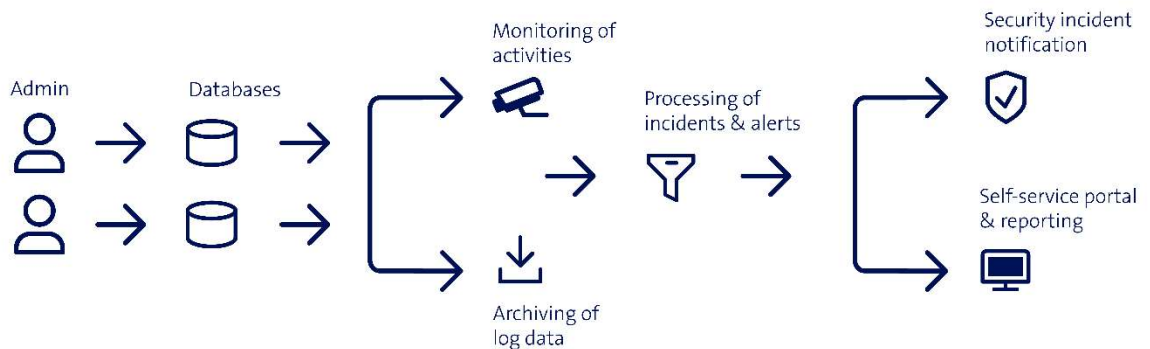 Admin
Databases
Monitoring of
activities
Archiving of
log data
Processing of
incidents & alerts
Security incident
notification
Self-service portal
& reporting